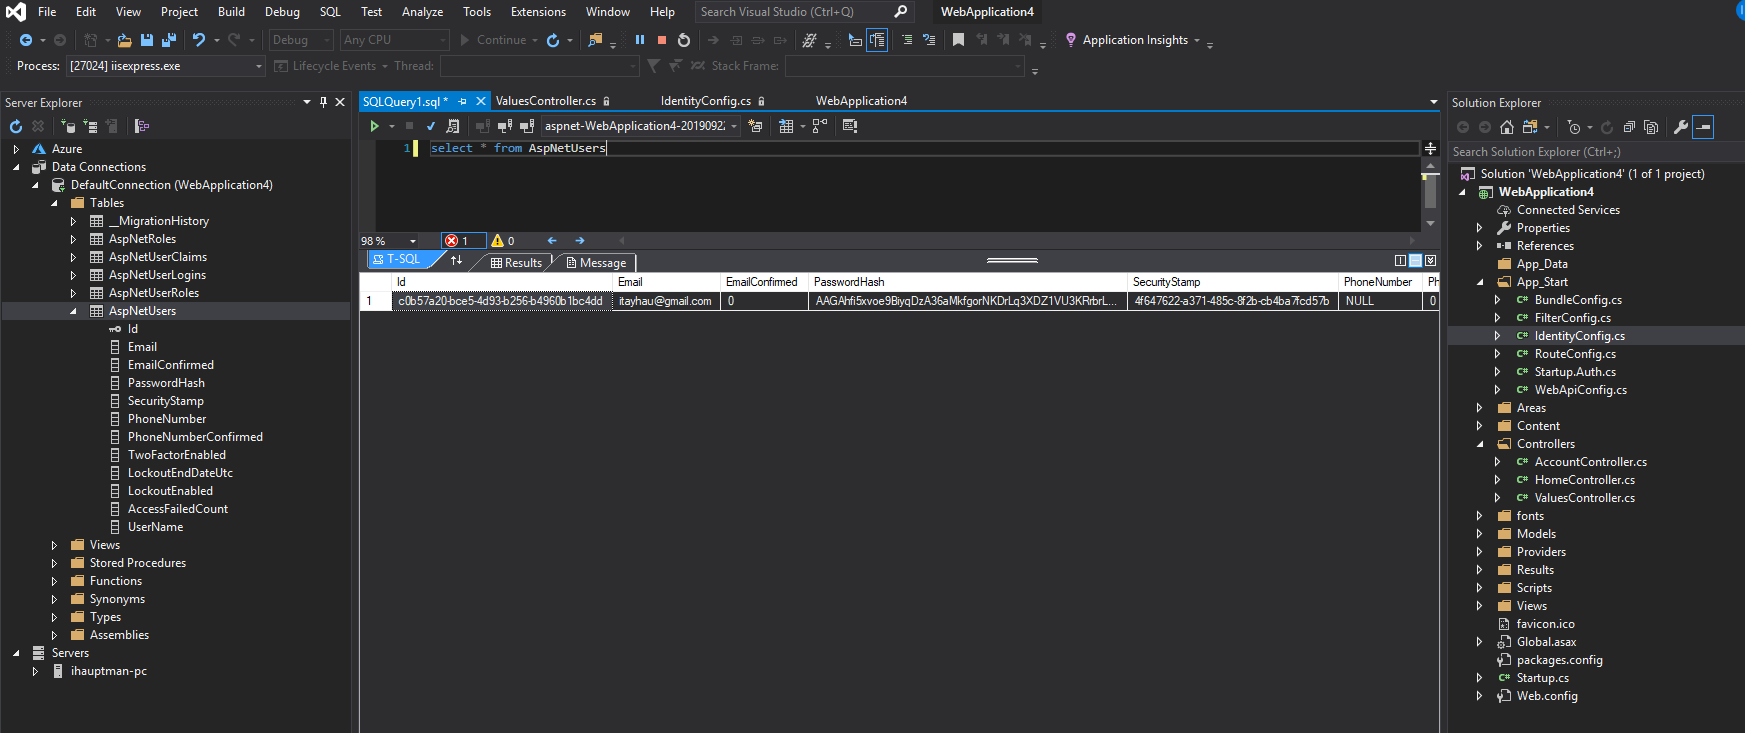 File Edit View Project Build Debug SQL Test Analyze Tools Extensions Window Help Search Visual Studio (Ctrl+Q) WebApplication4
Debug Any CPU Continue Application Insights
Process: [27024] iisexpress.exe Lifecycle Events Thread: Stack Frame:
Server Explorer
Azure
Data Connections
DefaultConnection (WebApplication4)
Tables
__MigrationHistory
AspNetRoles
AspNetUserClaims
AspNetUserLogins
AspNetUserRoles
AspNetUsers
Id
Email
EmailConfirmed
PasswordHash
SecurityStamp
PhoneNumber
PhoneNumberConfirmed
TwoFactorEnabled
LockoutEndDateUtc
LockoutEnabled
AccessFailedCount
UserName
Views
Stored Procedures
Functions
Synonyms
Types
Assemblies
Servers
ihauptman-pc
SQLQuery1.sql * ValuesController.cs IdentityConfig.cs WebApplication4
aspnet-WebApplication4-20190922
1 select * from AspNetUsers
98 % 1 0
T-SQL Results Message
Id Email EmailConfirmed PasswordHash SecurityStamp PhoneNumber Ph
1 c0b57a20-bce5-4d93-b256-b4960b1bc4dd itayhau@gmail.com 0 AAGAhfi5xvoe9BiyqDzA36aMkfgorNKDrLq3XDZ1VU3KRrbrL... 4f647622-a371-485c-8f2b-cb4ba7fcd57b NULL 0
Solution Explorer
Search Solution Explorer (Ctrl+;)
Solution 'WebApplication4' (1 of 1 project)
WebApplication4
Connected Services
Properties
References
App_Data
App_Start
C# BundleConfig.cs
C# FilterConfig.cs
C# IdentityConfig.cs
C# RouteConfig.cs
C# Startup.Auth.cs
C# WebApiConfig.cs
Areas
Content
Controllers
C# AccountController.cs
C# HomeController.cs
C# ValuesController.cs
fonts
Models
Providers
Results
Scripts
Views
favicon.ico
Global.asax
packages.config
C# Startup.cs
Web.config